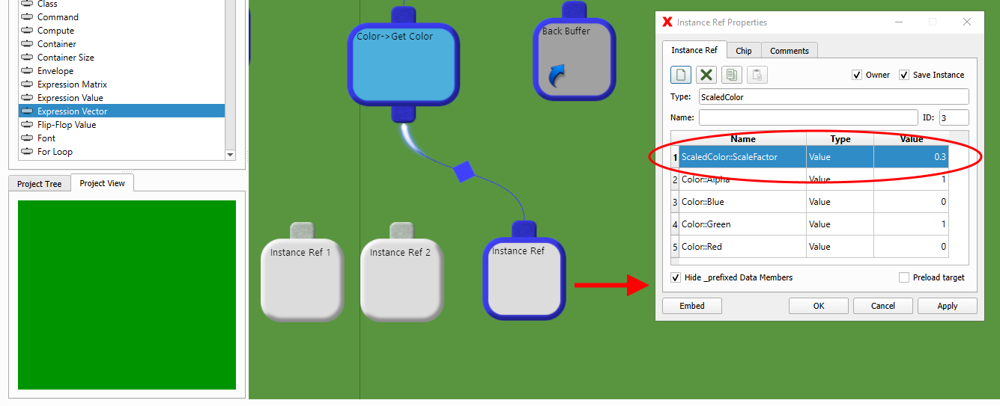 Class
Command
Compute
Container
Container Size
Envelope
Expression Matrix
Expression Value
Expression Vector
Flip-Flop Value
Font
For Loop
Project Tree
Project View
Color->Get Color
Back Buffer
Instance Ref 1
Instance Ref 2
Instance Ref
Instance Ref Properties
Instance Ref
Chip
Comments
Owner
Save Instance
Type: ScaledColor
Name:
ID: 3
Name Type Value
1 ScaledColor::ScaleFactor Value 0.3
2 Color::Alpha Value 1
3 Color::Blue Value 0
4 Color::Green Value 1
5 Color::Red Value 0
Hide _prefixed Data Members
Preload target
Embed
OK
Cancel
Apply